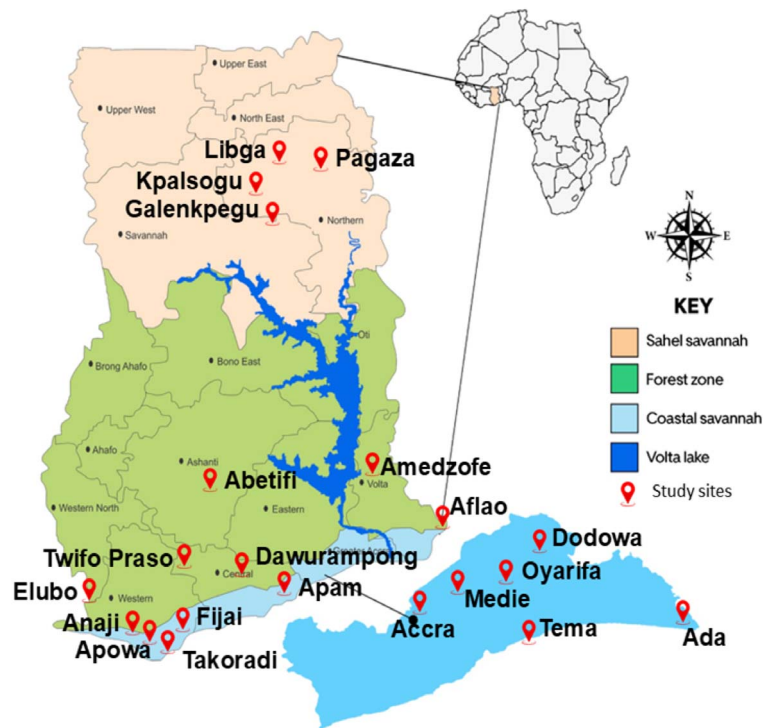 Upper East
Upper West
North East
Libga
Pagaza
Kpalsogu
Galenkpegu
Northern
Savannah
N
W
E
S
KEY
Sahel savannah
Forest zone
Coastal savannah
Volta lake
Study sites
Oti
Bono East
Brong Ahafo
Ahafo
Ashanti
Abetifi
Amedzofe
Volta
Western North
Eastern
Aflao
Greater Accra
Twifo Praso
Dawurampong
Central
Elubo
Western
Apam
Anaji
Fijai
Apowa
Takoradi
Dodowa
Oyarifa
Medie
Accra
Tema
Ada